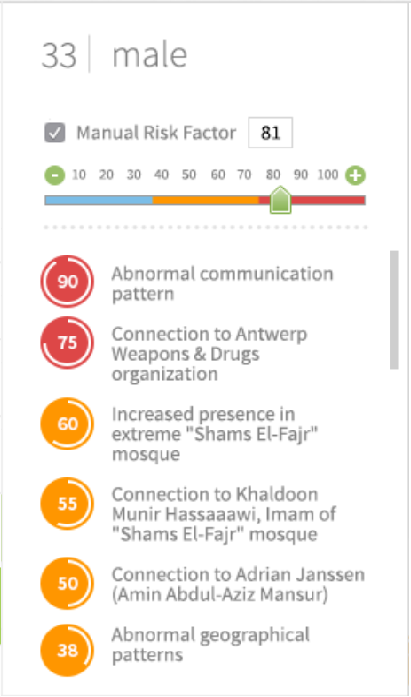 33 male
Manual Risk Factor 81
- 10 20 30 40 50 60 70 80 90 100 +
90 Abnormal communication
pattern
75 Connection to Antwerp
Weapons & Drugs
organization
60 Increased presence in
extreme "Shams El-Fajr"
mosque
55 Connection to Khaldoon
Munir Hassaaawi, Imam of
"Shams El-Fajr" mosque
50 Connection to Adrian Janssen
(Amin Abdul-Aziz Mansur)
38 Abnormal geographical
patterns